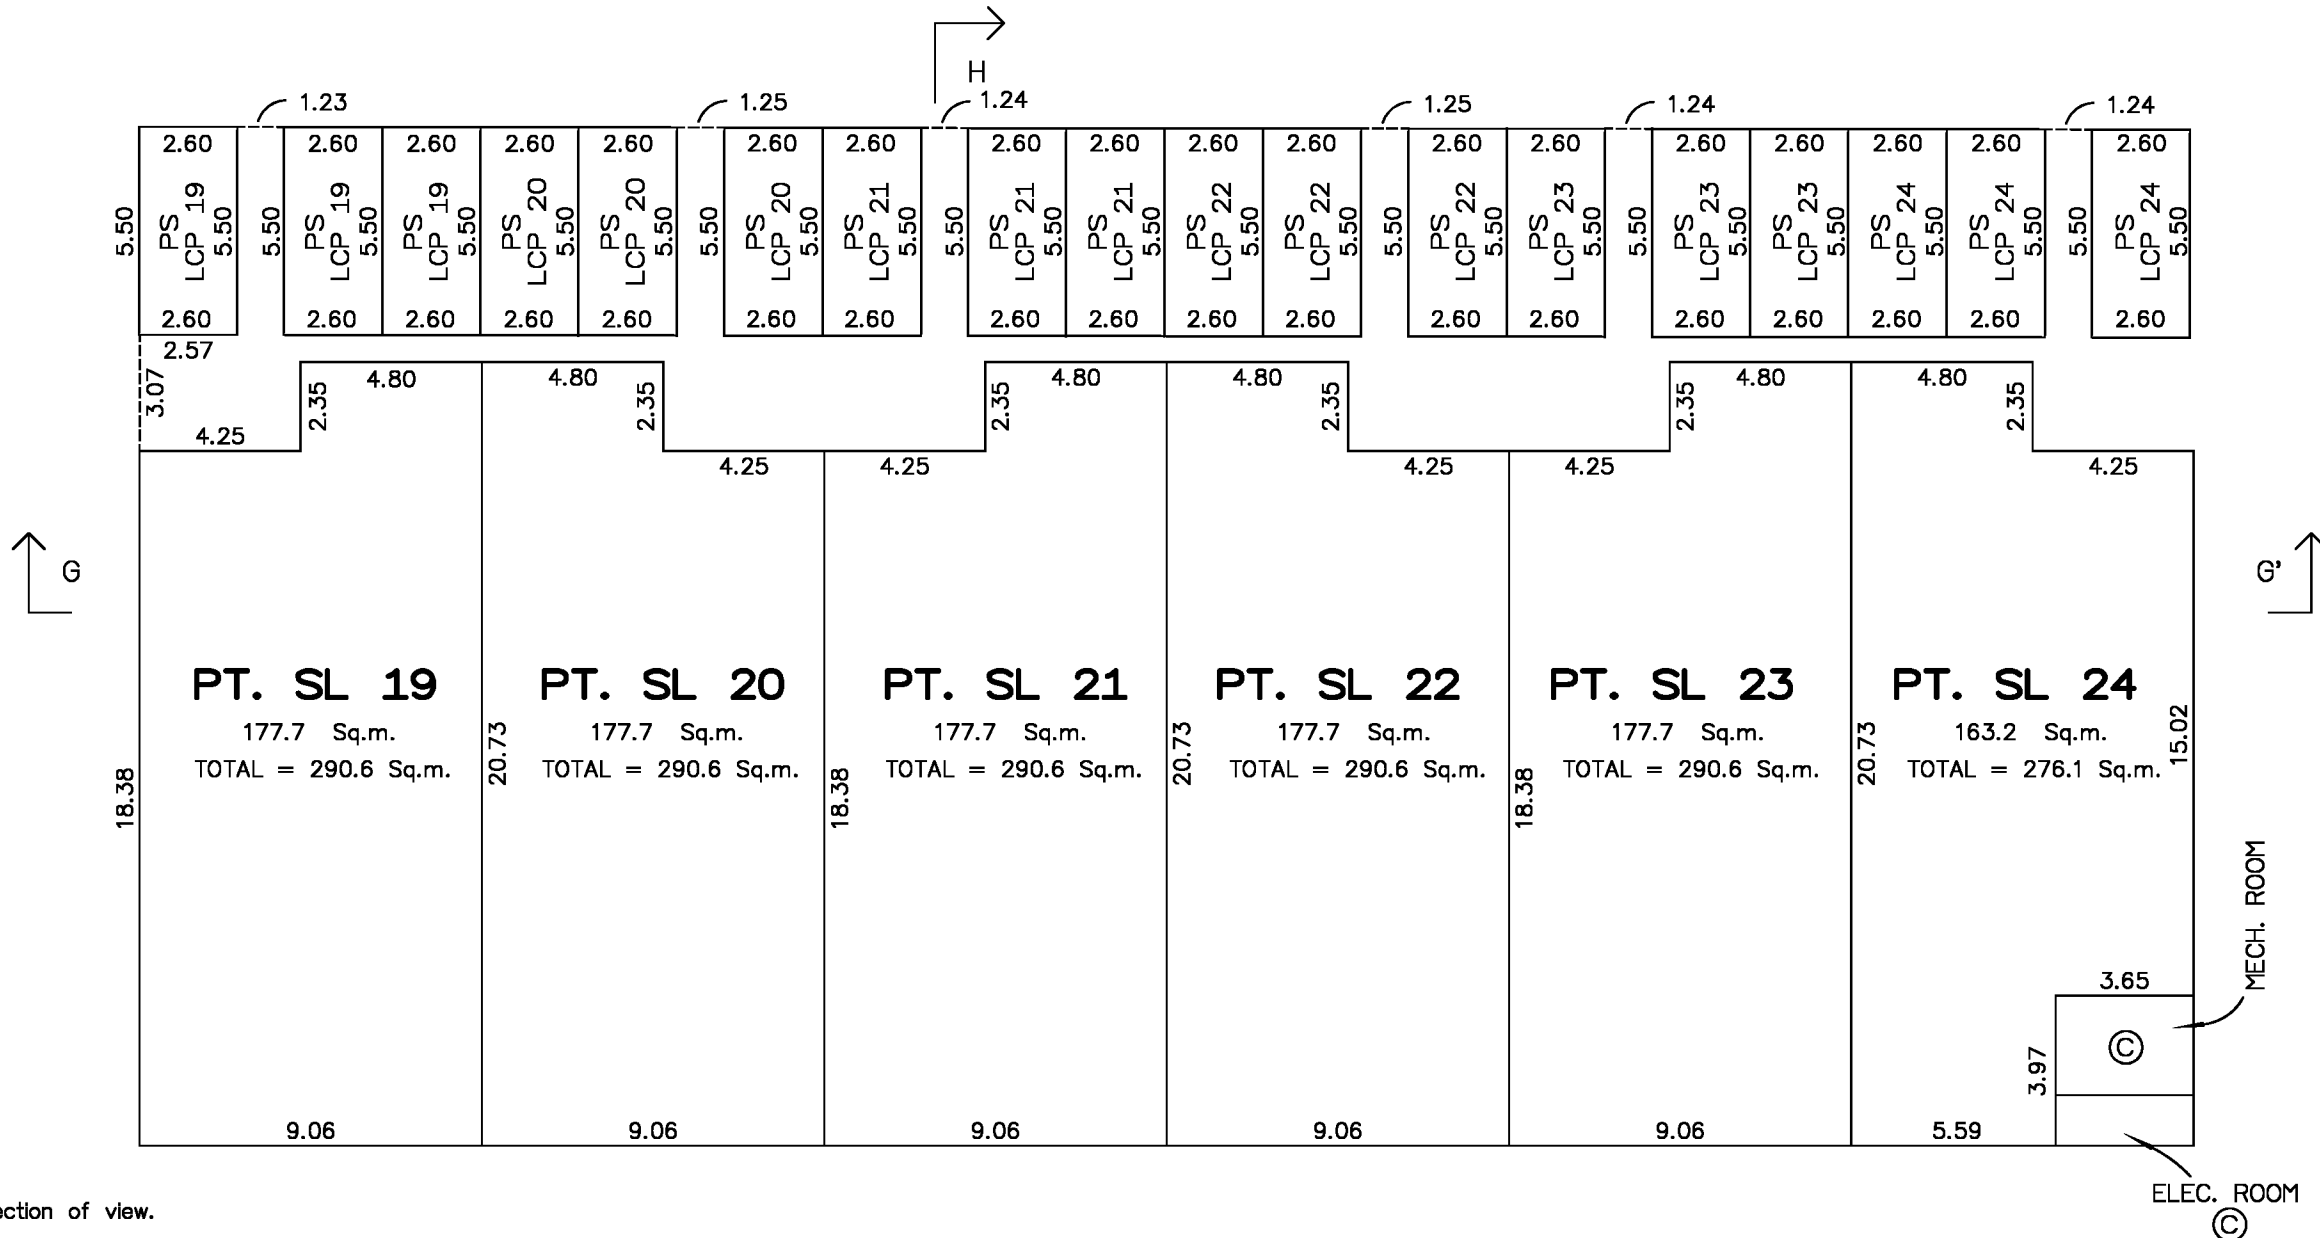 H
1.23
1.25
1.24
1.25
1.24
1.24
2.60 2.60 2.60 2.60 2.60 2.60 2.60 2.60 2.60 2.60 2.60 2.60 2.60 2.60 2.60 2.60 2.60 2.60
5.50
PS
LCP 19
5.50
5.50
PS
LCP 19
5.50
PS
LCP 19
5.50
PS
LCP 20
5.50
PS
LCP 20
5.50
5.50
PS
LCP 20
5.50
PS
LCP 21
5.50
5.50
PS
LCP 21
5.50
PS
LCP 21
5.50
PS
LCP 22
5.50
PS
LCP 22
5.50
5.50
PS
LCP 22
5.50
PS
LCP 23
5.50
5.50
PS
LCP 23
5.50
PS
LCP 23
5.50
PS
LCP 24
5.50
PS
LCP 24
5.50
5.50
PS
LCP 24
5.50
2.60 2.60 2.60 2.60 2.60 2.60 2.60 2.60 2.60 2.60 2.60 2.60 2.60 2.60 2.60 2.60 2.60 2.60
2.57
3.07
4.25
2.35
4.80
4.80
2.35
4.25
4.25
2.35
4.80
4.80
2.35
4.25
4.25
2.35
4.80
4.80
2.35
4.25
G
G'
PT. SL 19
177.7 Sq.m.
TOTAL = 290.6 Sq.m.
PT. SL 20
177.7 Sq.m.
TOTAL = 290.6 Sq.m.
PT. SL 21
177.7 Sq.m.
TOTAL = 290.6 Sq.m.
PT. SL 22
177.7 Sq.m.
TOTAL = 290.6 Sq.m.
PT. SL 23
177.7 Sq.m.
TOTAL = 290.6 Sq.m.
PT. SL 24
163.2 Sq.m.
TOTAL = 276.1 Sq.m.
18.38
20.73
18.38
20.73
18.38
20.73
15.02
MECH. ROOM
3.65
C
3.97
9.06 9.06 9.06 9.06 9.06 5.59
ELEC. ROOM
C
ection of view.